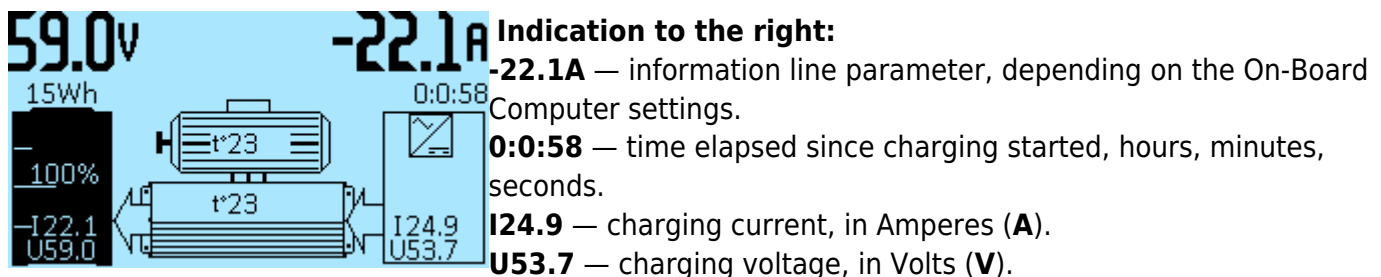 59.0V
-22.1A
15Wh
0:0:58
t°23
100%
t°23
I22.1
U59.0
I24.9
U53.7
Indication to the right:
-22.1A — information line parameter, depending on the On-Board
Computer settings.
0:0:58 — time elapsed since charging started, hours, minutes,
seconds.
I24.9 — charging current, in Amperes (A).
U53.7 — charging voltage, in Volts (V).